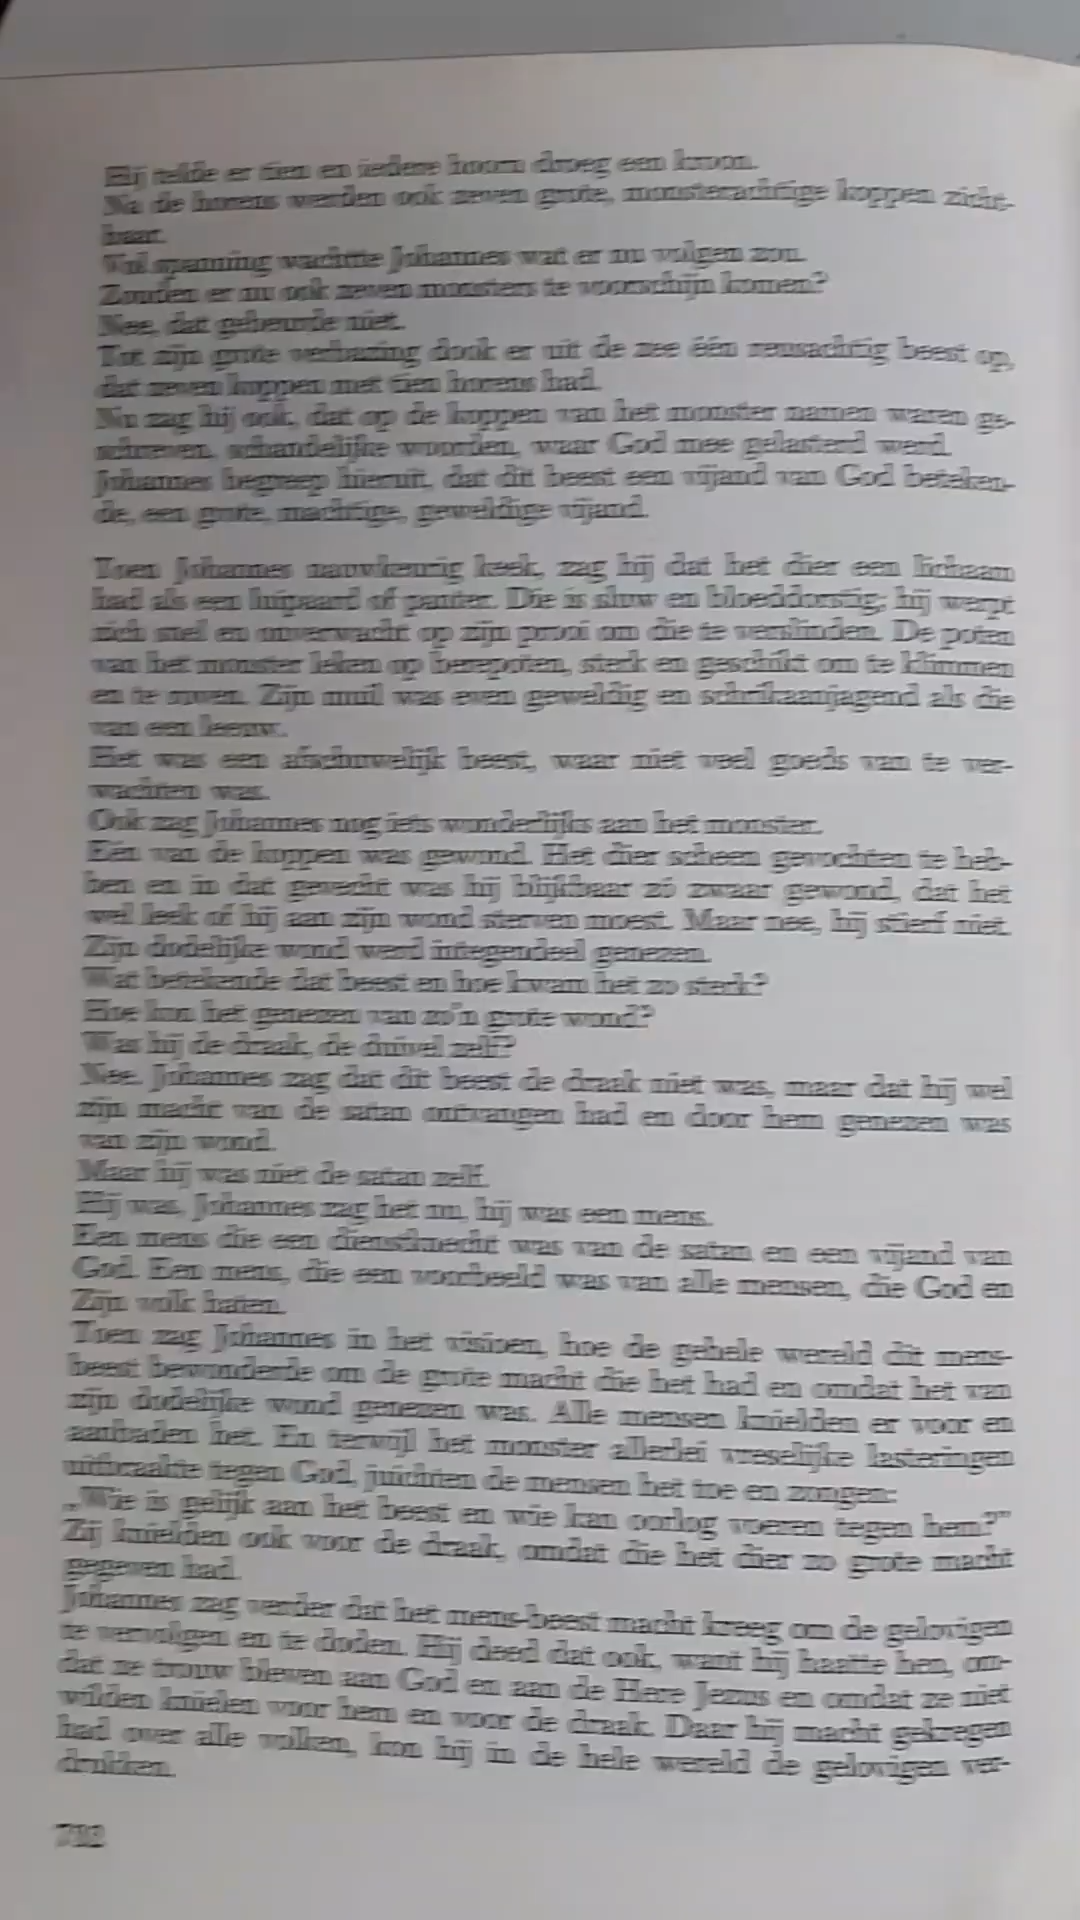 Hij telde er tien en iedere hoorn droeg een kroon.
Na de horens werden ook zeven grote, monsterachtige koppen zicht-
baar.
Vol spanning wachtte Johannes wat er nu volgen zou.
Zouden er nu ook zeven monsters te voorschijn komen?
Nee, dat gebeurde niet.
Tot zijn grote verbazing dook er uit de zee één reusachtig beest op,
dat zeven koppen met tien horens had.
Nu zag hij ook, dat op de koppen van het monster namen waren ge-
schreven, schandelijke woorden, waar God mee gelasterd werd.
Johannes begreep hieruit, dat dit beest een vijand van God beteken-
de, een grote, machtige, geweldige vijand.
Toen Johannes nauwkeurig keek, zag hij dat het dier een lichaam
had als een luipaard of panter. Die is sluw en bloeddorstig; hij werpt
zich snel en onverwacht op zijn prooi om die te verslinden. De poten
van het monster leken op berepoten, sterk en geschikt om te klimmen
en te roven. Zijn muil was even geweldig en schrikaanjagend als die
van een leeuw.
Het was een afschuwelijk beest, waar niet veel goeds van te ver-
wachten was.
Ook zag Johannes nog iets wonderlijks aan het monster.
Eén van de koppen was gewond. Het dier scheen gevochten te heb-
ben en in dat gevecht was hij blijkbaar zó zwaar gewond, dat het
wel leek of hij aan zijn wond sterven moest. Maar nee, hij stierf niet.
Zijn dodelijke wond werd integendeel genezen.
Wat betekende dat beest en hoe kwam het zo sterk?
Hoe kon het genezen van zo'n grote wond?
Was hij de draak, de duivel zelf?
Nee. Johannes zag dat dit beest de draak niet was, maar dat hij wel
zijn macht van de satan ontvangen had en door hem genezen was
van zijn wond.
Maar hij was niet de satan zelf.
Hij was, Johannes zag het nu, hij was een mens.
Een mens die een dienstknecht was van de satan en een vijand van
God. Een mens, die een voorbeeld was van alle mensen, die God en
Zijn volk haten.
Toen zag Johannes in het visioen, hoe de gehele wereld dit mens-
beest bewonderde om de grote macht die het had en omdat het van
zijn dodelijke wond genezen was. Alle mensen knielden er voor en
aanbaden het. En terwijl het monster allerlei vreselijke lasteringen
uitbraakte tegen God, juichten de mensen het toe en zongen:
„Wie is gelijk aan het beest en wie kan oorlog voeren tegen hem?"
Zij knielden ook voor de draak, omdat die het dier zo grote macht
gegeven had.
Johannes zag verder dat het mens-beest macht kreeg om de gelovigen
te vervolgen en te doden. Hij deed dat ook, want hij haatte hen, om-
dat ze trouw bleven aan God en aan de Here Jezus en omdat ze niet
wilden knielen voor hem en voor de draak. Daar hij macht gekregen
had over alle volken, kon hij in de hele wereld de gelovigen ver-
drukken.